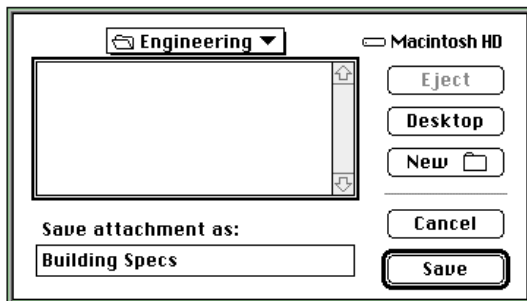 Engineering
Macintosh HD
Eject
Desktop
New
Save attachment as:
Building Specs
Cancel
Save